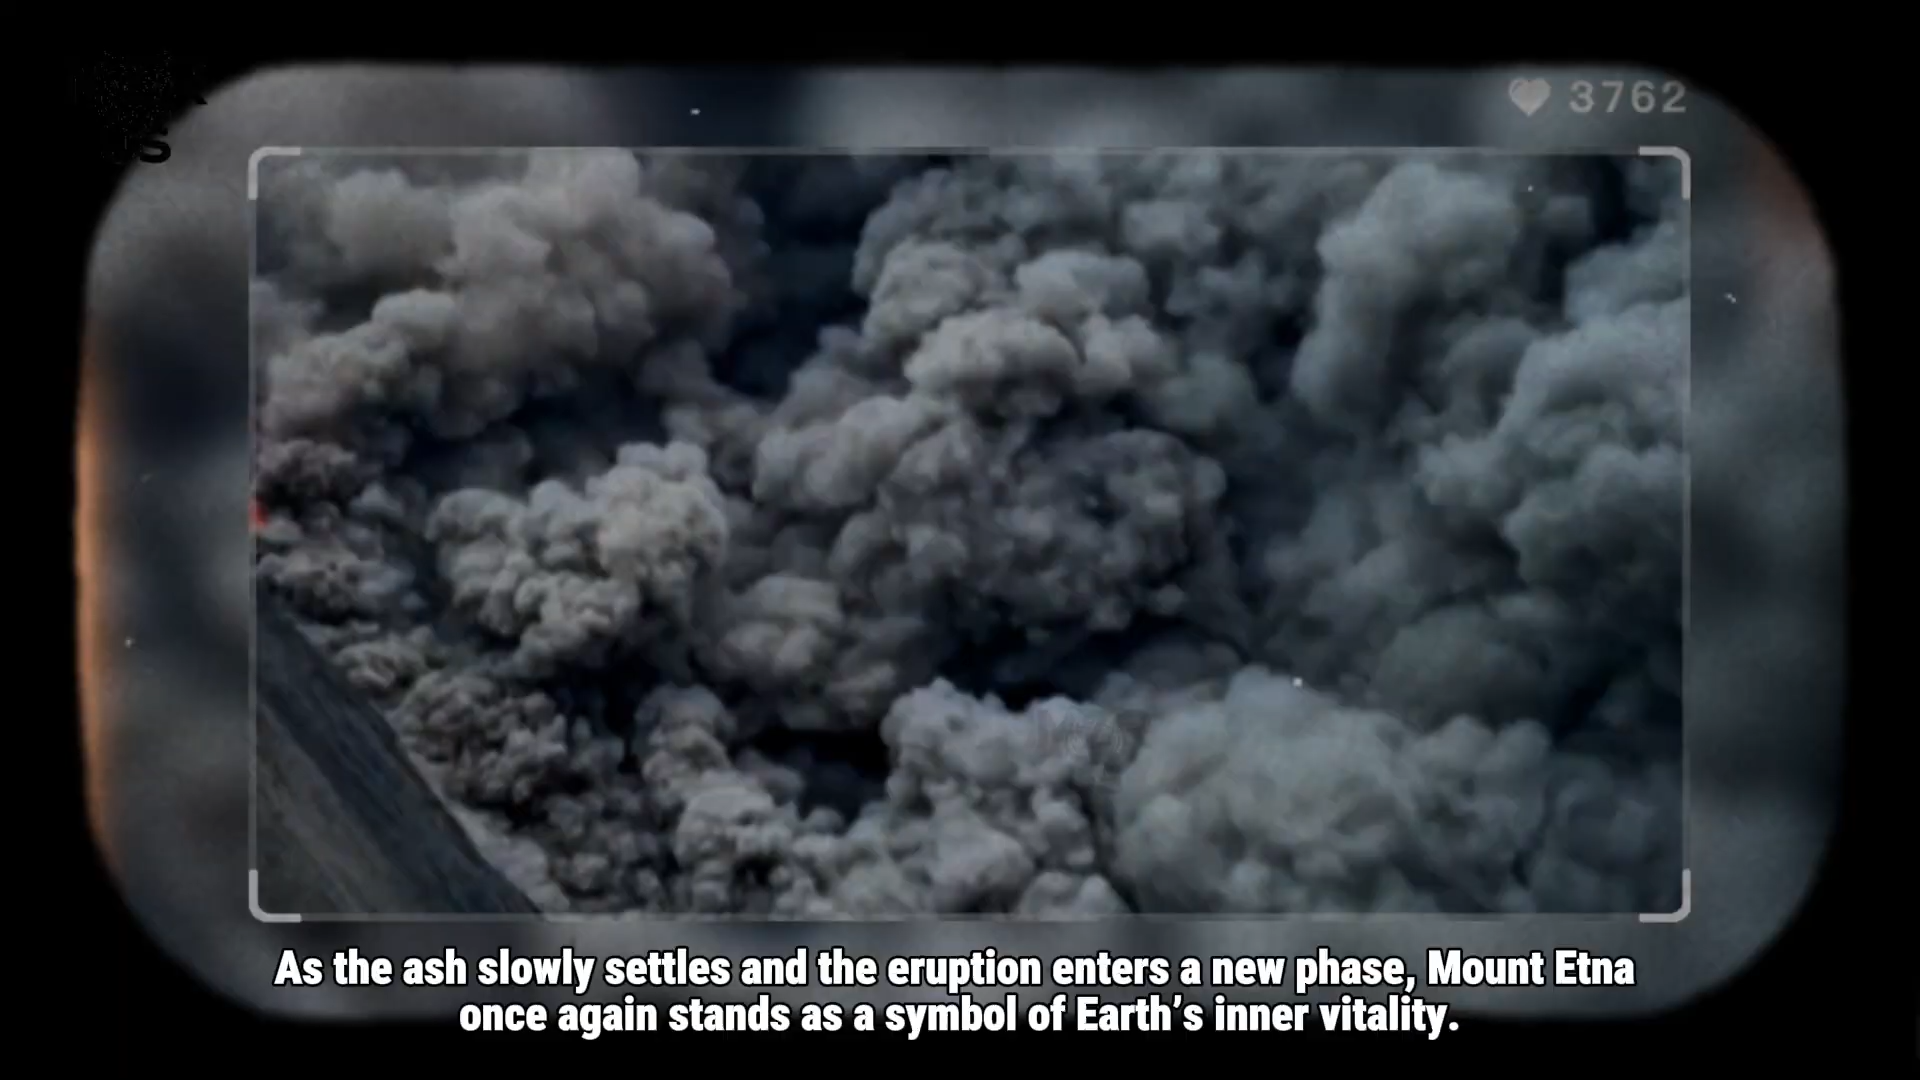 3762
As the ash slowly settles and the eruption enters a new phase, Mount Etna
once again stands as a symbol of Earth’s inner vitality.